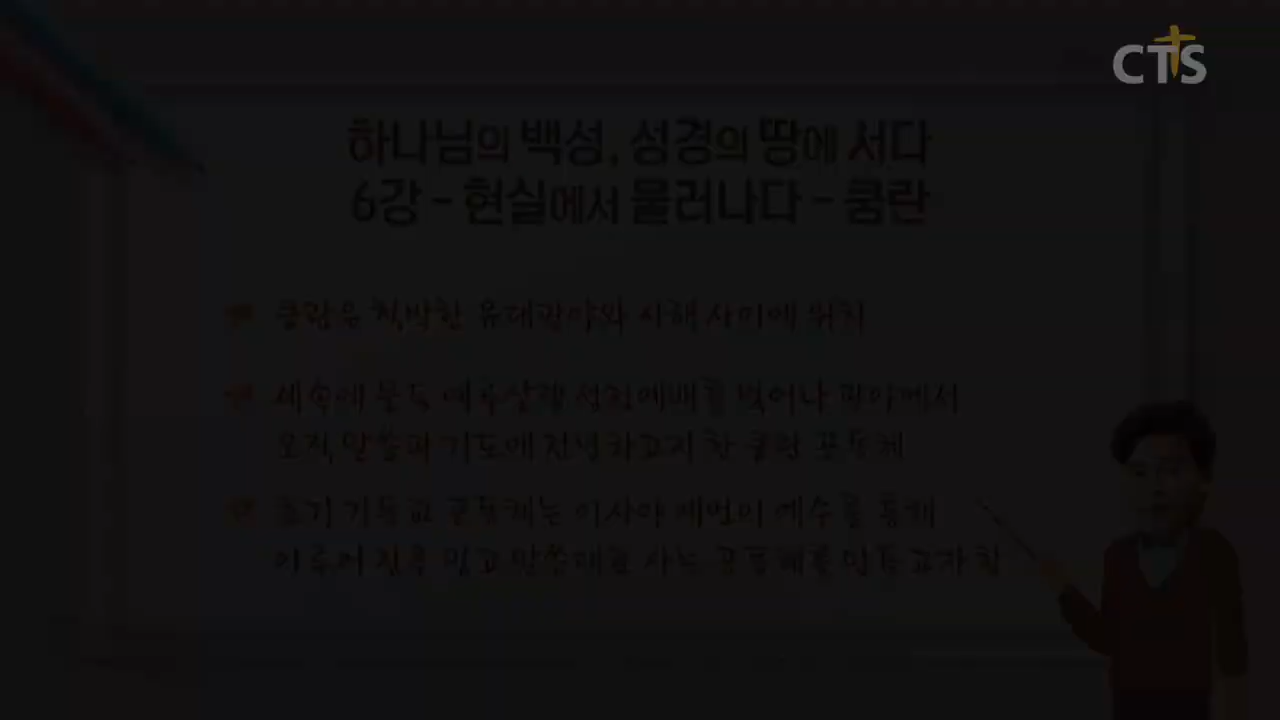 CTS
하나님의 백성, 성경의 땅에 서다
6강 - 현실에서 물러나다 - 쿰란
쿰란은 척박한 유대광야와 사해 사이에 위치
세속에 물든 예루살렘 성전예배를 벗어나 광야에서
오직 말씀과 기도에 전념하고자 한 쿰란 공동체
초기 기독교 공동체는 이사야 예언이 예수를 통해
이루어진 것을 믿고 말씀대로 사는 공동체를 만들고자 함